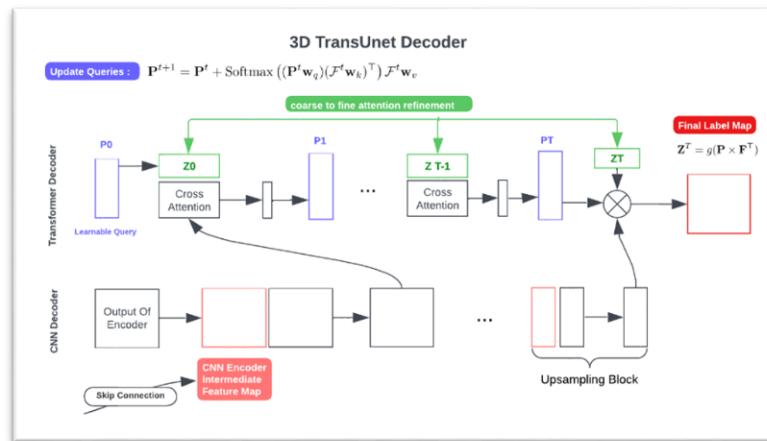 3D TransUnet Decoder
Update Queries : P^{t+1} = P^t + Softmax ((P^t w_q)(F^t w_k)^⊤) F^t w_v
coarse to fine attention refinement
Final Label Map
Z^T = g(P × F^⊤)
P0
Z0
P1
Z T-1
PT
ZT
Transformer Decoder
Cross
Attention
...
Cross
Attention
Learnable Query
CNN Decoder
Output Of
Encoder
...
CNN Encoder
Intermediate
Feature Map
Skip Connection
Upsampling Block